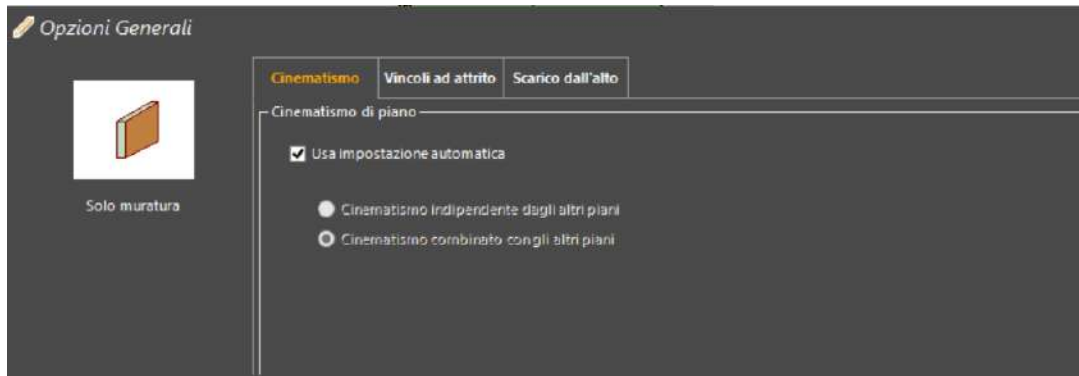 Opzioni Generali
Cinematismo Vincoli ad attrito Scarico dall'alto
Cinematismo di piano
Usa impostazione automatica
Solo muratura
Cinematismo indipendente dagli altri piani
Cinematismo combinato con gli altri piani